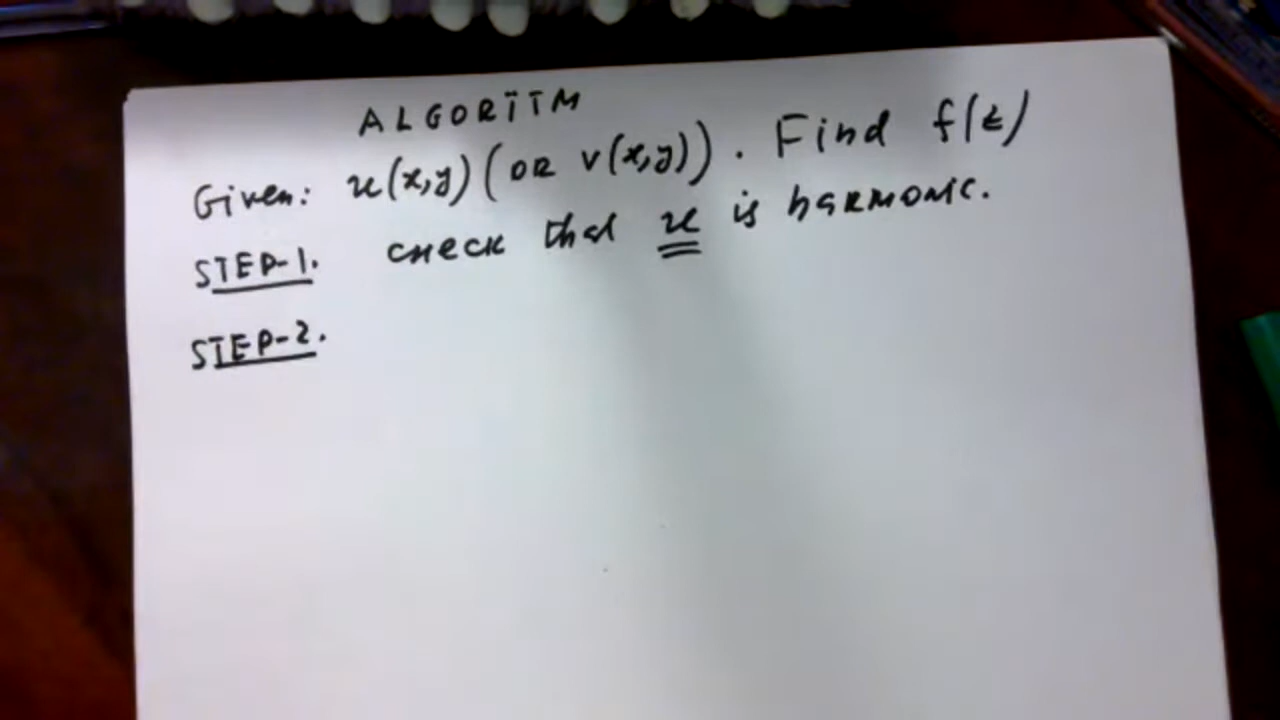 ALGORITM
Given: u(x,y) (OR v(x,y)). Find f(z)
STEP-1. CHECK that u is harmonic.
STEP-2.